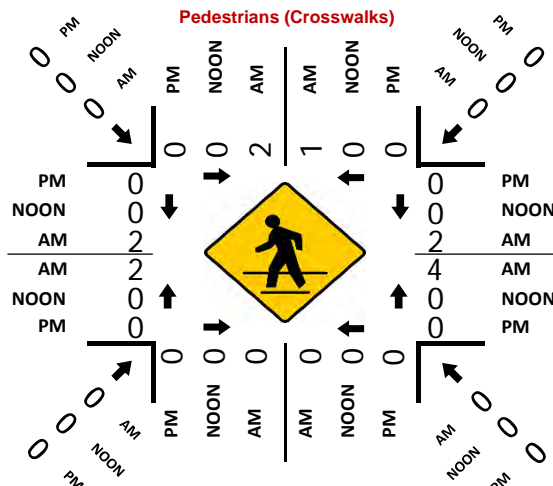 Pedestrians (Crosswalks)
0 PM
0 NOON
0 AM
PM NOON AM AM NOON PM
0 0 2 1 0 0
PM 0
NOON 0
AM 0
PM 0 0 PM
NOON 0 0 NOON
AM 2 2 AM
AM 2 4 AM
NOON 0 0 NOON
PM 0 0 PM
0 0 0 0 0 0
PM NOON AM AM NOON PM
0 AM
0 NOON
0 PM
AM 0
NOON 0
PM 0